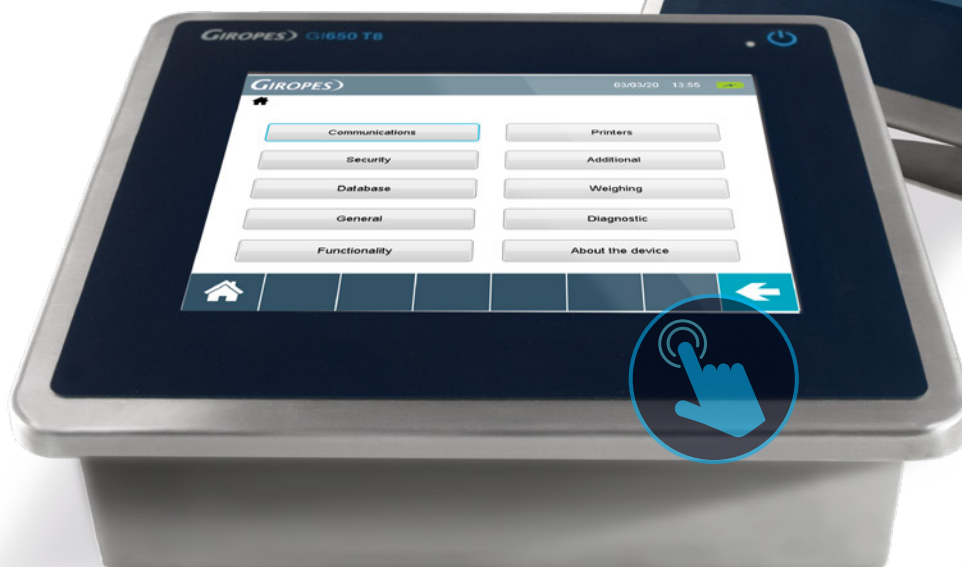 GIROPES GI650 T8
GIROPES 03/03/20 13:55
Communications
Printers
Security
Additional
Database
Weighing
General
Diagnostic
Functionality
About the device